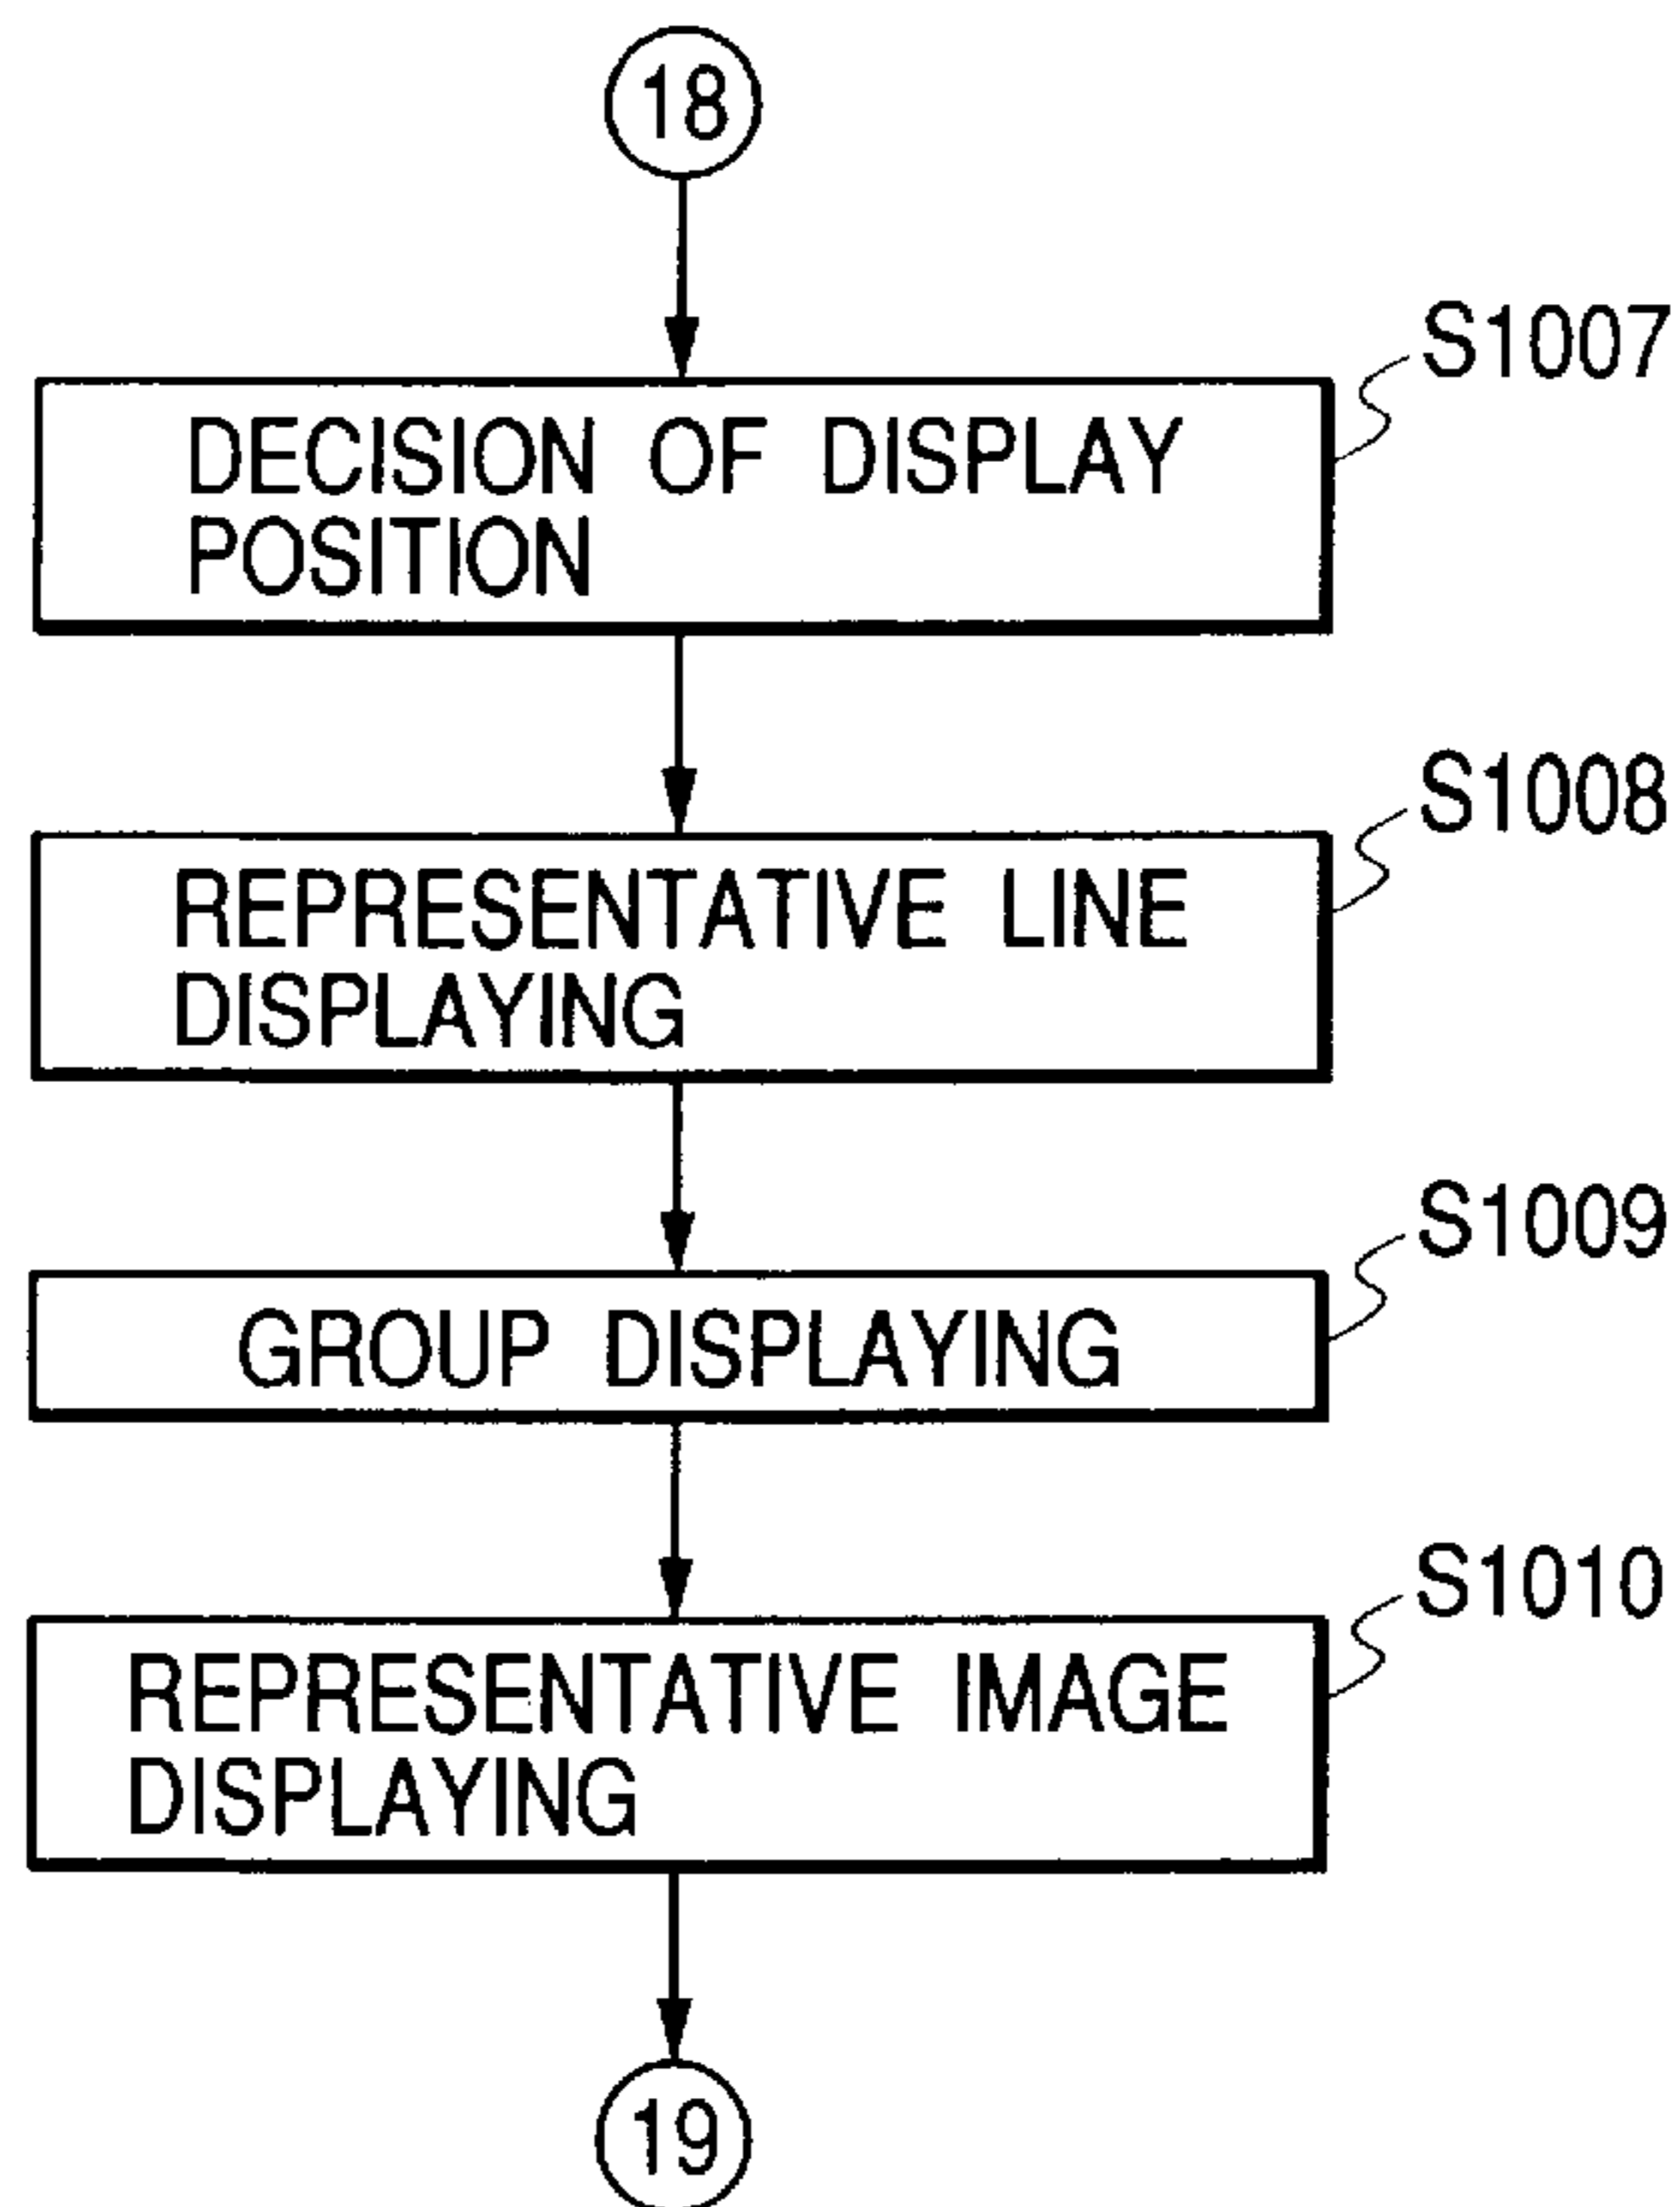 18
S1007
DECISION OF DISPLAY
POSITION
S1008
REPRESENTATIVE LINE
DISPLAYING
S1009
GROUP DISPLAYING
S1010
REPRESENTATIVE IMAGE
DISPLAYING
19